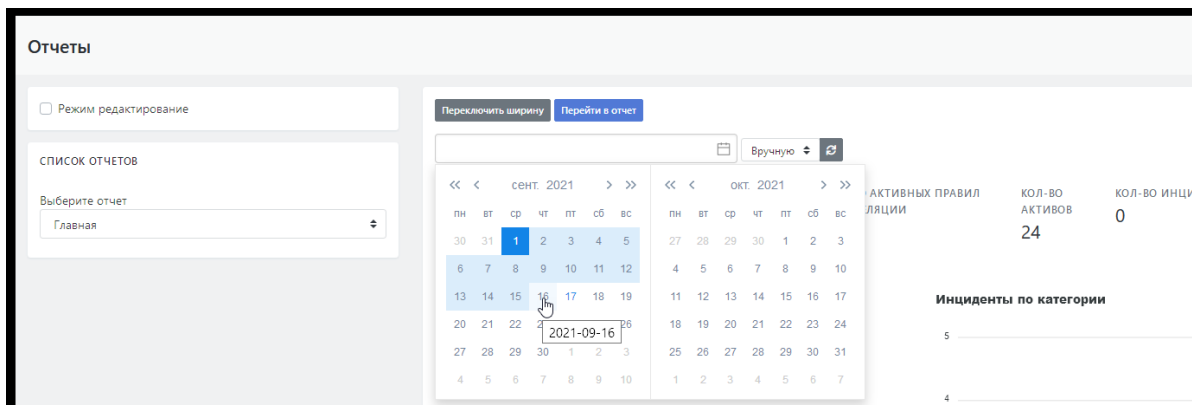 Отчеты
Режим редактирование
СПИСОК ОТЧЕТОВ
Выберите отчет
Главная
Переключить ширину Перейти в отчет
Вручную
сент. 2021
пн вт ср чт пт сб вс
30 31 1 2 3 4 5
6 7 8 9 10 11 12
13 14 15 16 17 18 19
20 21 22 26
27 28 29 30 1 2 3
4 5 6 7 8 9 10
2021-09-16
окт. 2021
пн вт ср чт пт сб вс
27 28 29 30 1 2 3
4 5 6 7 8 9 10
11 12 13 14 15 16 17
18 19 20 21 22 23 24
25 26 27 28 29 30 31
1 2 3 4 5 6 7
АКТИВНЫХ ПРАВИЛ
ЛЯЦИИ
КОЛ-ВО
АКТИВОВ
24
КОЛ-ВО ИНЦИ
0
Инциденты по категории
5
4